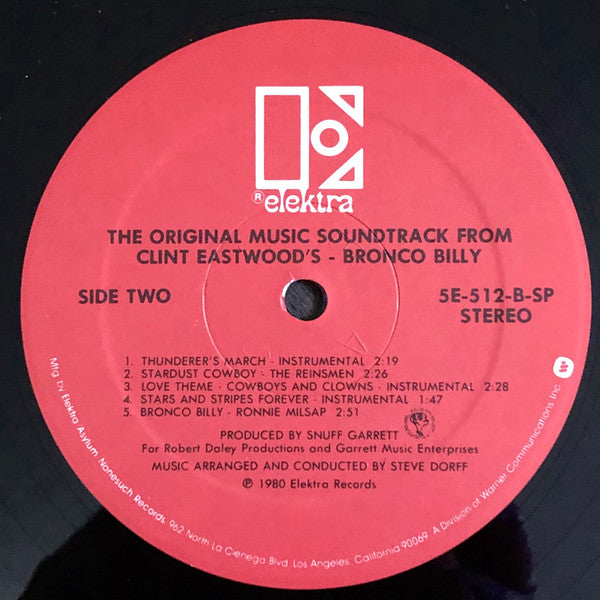 ® elektra
THE ORIGINAL MUSIC SOUNDTRACK FROM
CLINT EASTWOOD'S - BRONCO BILLY
SIDE TWO
5E-512-B-SP
STEREO
1. THUNDERER'S MARCH - INSTRUMENTAL 2:19
2. STARDUST COWBOY - THE REINSMEN 2:26
3. LOVE THEME - COWBOYS AND CLOWNS - INSTRUMENTAL 2:28
4. STARS AND STRIPES FOREVER - INSTRUMENTAL 1:47
5. BRONCO BILLY - RONNIE MILSAP 2:51
PRODUCED BY SNUFF GARRETT
For Robert Daley Productions and Garrett Music Enterprises
MUSIC ARRANGED AND CONDUCTED BY STEVE DORFF
℗ 1980 Elektra Records
Mfg. by Elektra Asylum Nonesuch Records, 962 North La Cienega Blvd. Los Angeles, California 90069 A Division of Warner Communications Inc.